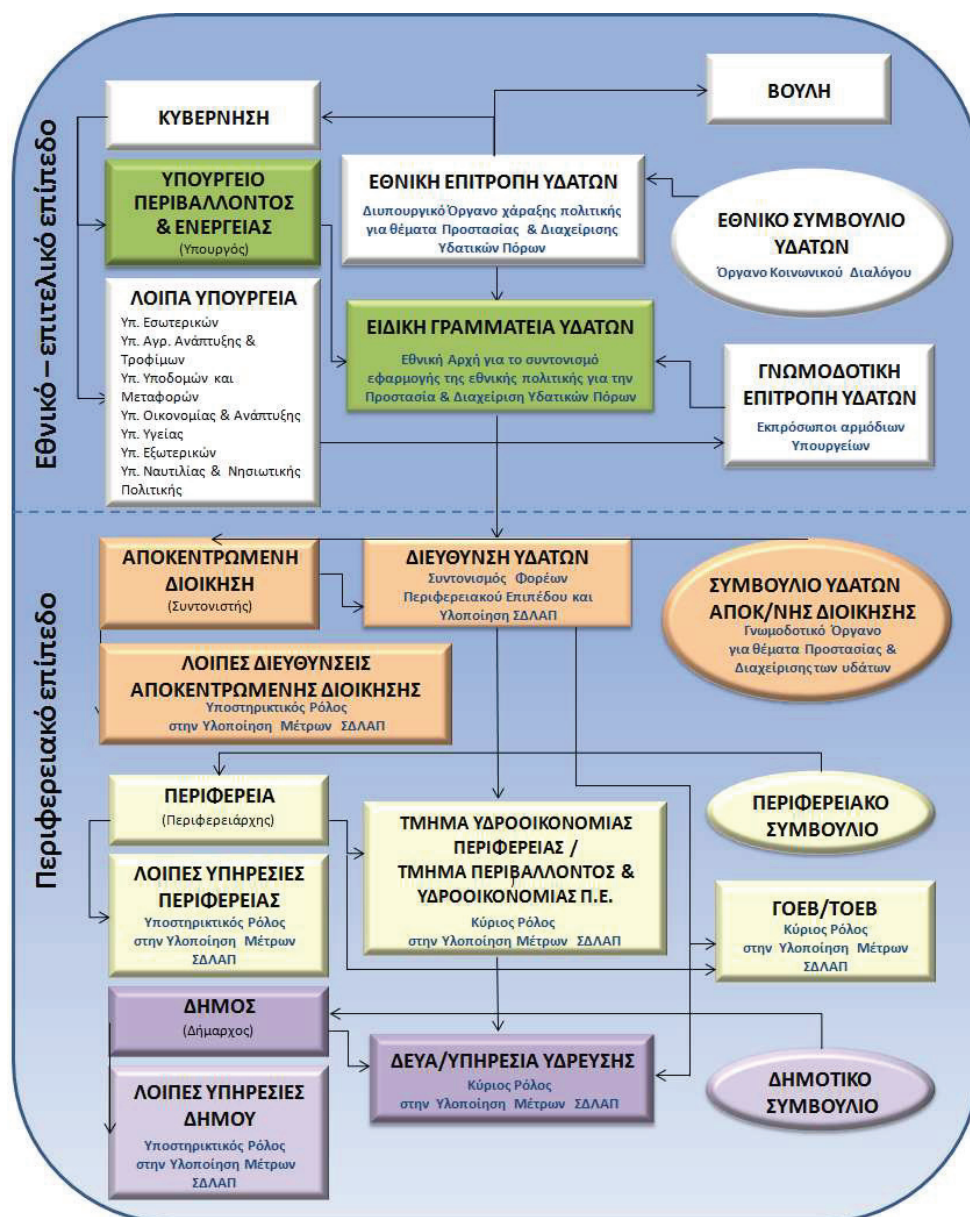 Εθνικό – επιτελικό επίπεδο
ΚΥΒΕΡΝΗΣΗ
ΒΟΥΛΗ
ΥΠΟΥΡΓΕΙΟ
ΠΕΡΙΒΑΛΛΟΝΤΟΣ
& ΕΝΕΡΓΕΙΑΣ
(Υπουργός)
ΕΘΝΙΚΗ ΕΠΙΤΡΟΠΗ ΥΔΑΤΩΝ
Διυπουργικό Όργανο χάραξης πολιτικής
για θέματα Προστασίας & Διαχείρισης
Υδατικών Πόρων
ΕΘΝΙΚΟ ΣΥΜΒΟΥΛΙΟ
ΥΔΑΤΩΝ
Όργανο Κοινωνικού Διαλόγου
ΛΟΙΠΑ ΥΠΟΥΡΓΕΙΑ
Υπ. Εσωτερικών
Υπ. Αγρ. Ανάπτυξης &
Τροφίμων
Υπ. Υποδομών και
Μεταφορών
Υπ. Οικονομίας & Ανάπτυξης
Υπ. Υγείας
Υπ. Εξωτερικών
Υπ. Ναυτιλίας & Νησιωτικής
Πολιτικής
ΕΙΔΙΚΗ ΓΡΑΜΜΑΤΕΙΑ ΥΔΑΤΩΝ
Εθνική Αρχή για το συντονισμό
εφαρμογής της εθνικής πολιτικής για την
Προστασία & Διαχείριση Υδατικών Πόρων
ΓΝΩΜΟΔΟΤΙΚΗ
ΕΠΙΤΡΟΠΗ ΥΔΑΤΩΝ
Εκπρόσωποι αρμόδιων
Υπουργείων
Περιφερειακό επίπεδο
ΑΠΟΚΕΝΤΡΩΜΕΝΗ
ΔΙΟΙΚΗΣΗ
(Συντονιστής)
ΔΙΕΥΘΥΝΣΗ ΥΔΑΤΩΝ
Συντονισμός Φορέων
Περιφερειακού Επιπέδου και
Υλοποίηση ΣΔΛΑΠ
ΣΥΜΒΟΥΛΙΟ ΥΔΑΤΩΝ
ΑΠΟΚ/ΝΗΣ ΔΙΟΙΚΗΣΗΣ
Γνωμοδοτικό Όργανο
για θέματα Προστασίας &
Διαχείρισης των υδάτων
ΛΟΙΠΕΣ ΔΙΕΥΘΥΝΣΕΙΣ
ΑΠΟΚΕΝΤΡΩΜΕΝΗΣ ΔΙΟΙΚΗΣΗΣ
Υποστηρικτικός Ρόλος
στην Υλοποίηση Μέτρων ΣΔΛΑΠ
ΠΕΡΙΦΕΡΕΙΑ
(Περιφερειάρχης)
ΤΜΗΜΑ ΥΔΡΟΟΙΚΟΝΟΜΙΑΣ
ΠΕΡΙΦΕΡΕΙΑΣ /
ΤΜΗΜΑ ΠΕΡΙΒΑΛΛΟΝΤΟΣ &
ΥΔΡΟΟΙΚΟΝΟΜΙΑΣ Π.Ε.
)
Κύριος Ρόλος
στην Υλοποίηση Μέτρων ΣΔΛΑΠ
ΠΕΡΙΦΕΡΕΙΑΚΟ
ΣΥΜΒΟΥΛΙΟ
ΛΟΙΠΕΣ ΥΠΗΡΕΣΙΕΣ
ΠΕΡΙΦΕΡΕΙΑΣ
Υποστηρικτικός Ρόλος
στην Υλοποίηση Μέτρων
ΣΔΛΑΠ
ΓΟΕΒ/ΤΟΕΒ
Κύριος Ρόλος
στην Υλοποίηση Μέτρων
ΣΔΛΑΠ
ΔΗΜΟΣ
(Δήμαρχος)
ΔΕΥΑ/ΥΠΗΡΕΣΙΑ ΥΔΡΕΥΣΗΣ
Κύριος Ρόλος
στην Υλοποίηση Μέτρων ΣΔΛΑΠ
ΔΗΜΟΤΙΚΟ
ΣΥΜΒΟΥΛΙΟ
ΛΟΙΠΕΣ ΥΠΗΡΕΣΙΕΣ
ΔΗΜΟΥ
Υποστηρικτικός Ρόλος
στην Υλοποίηση Μέτρων
ΣΔΛΑΠ